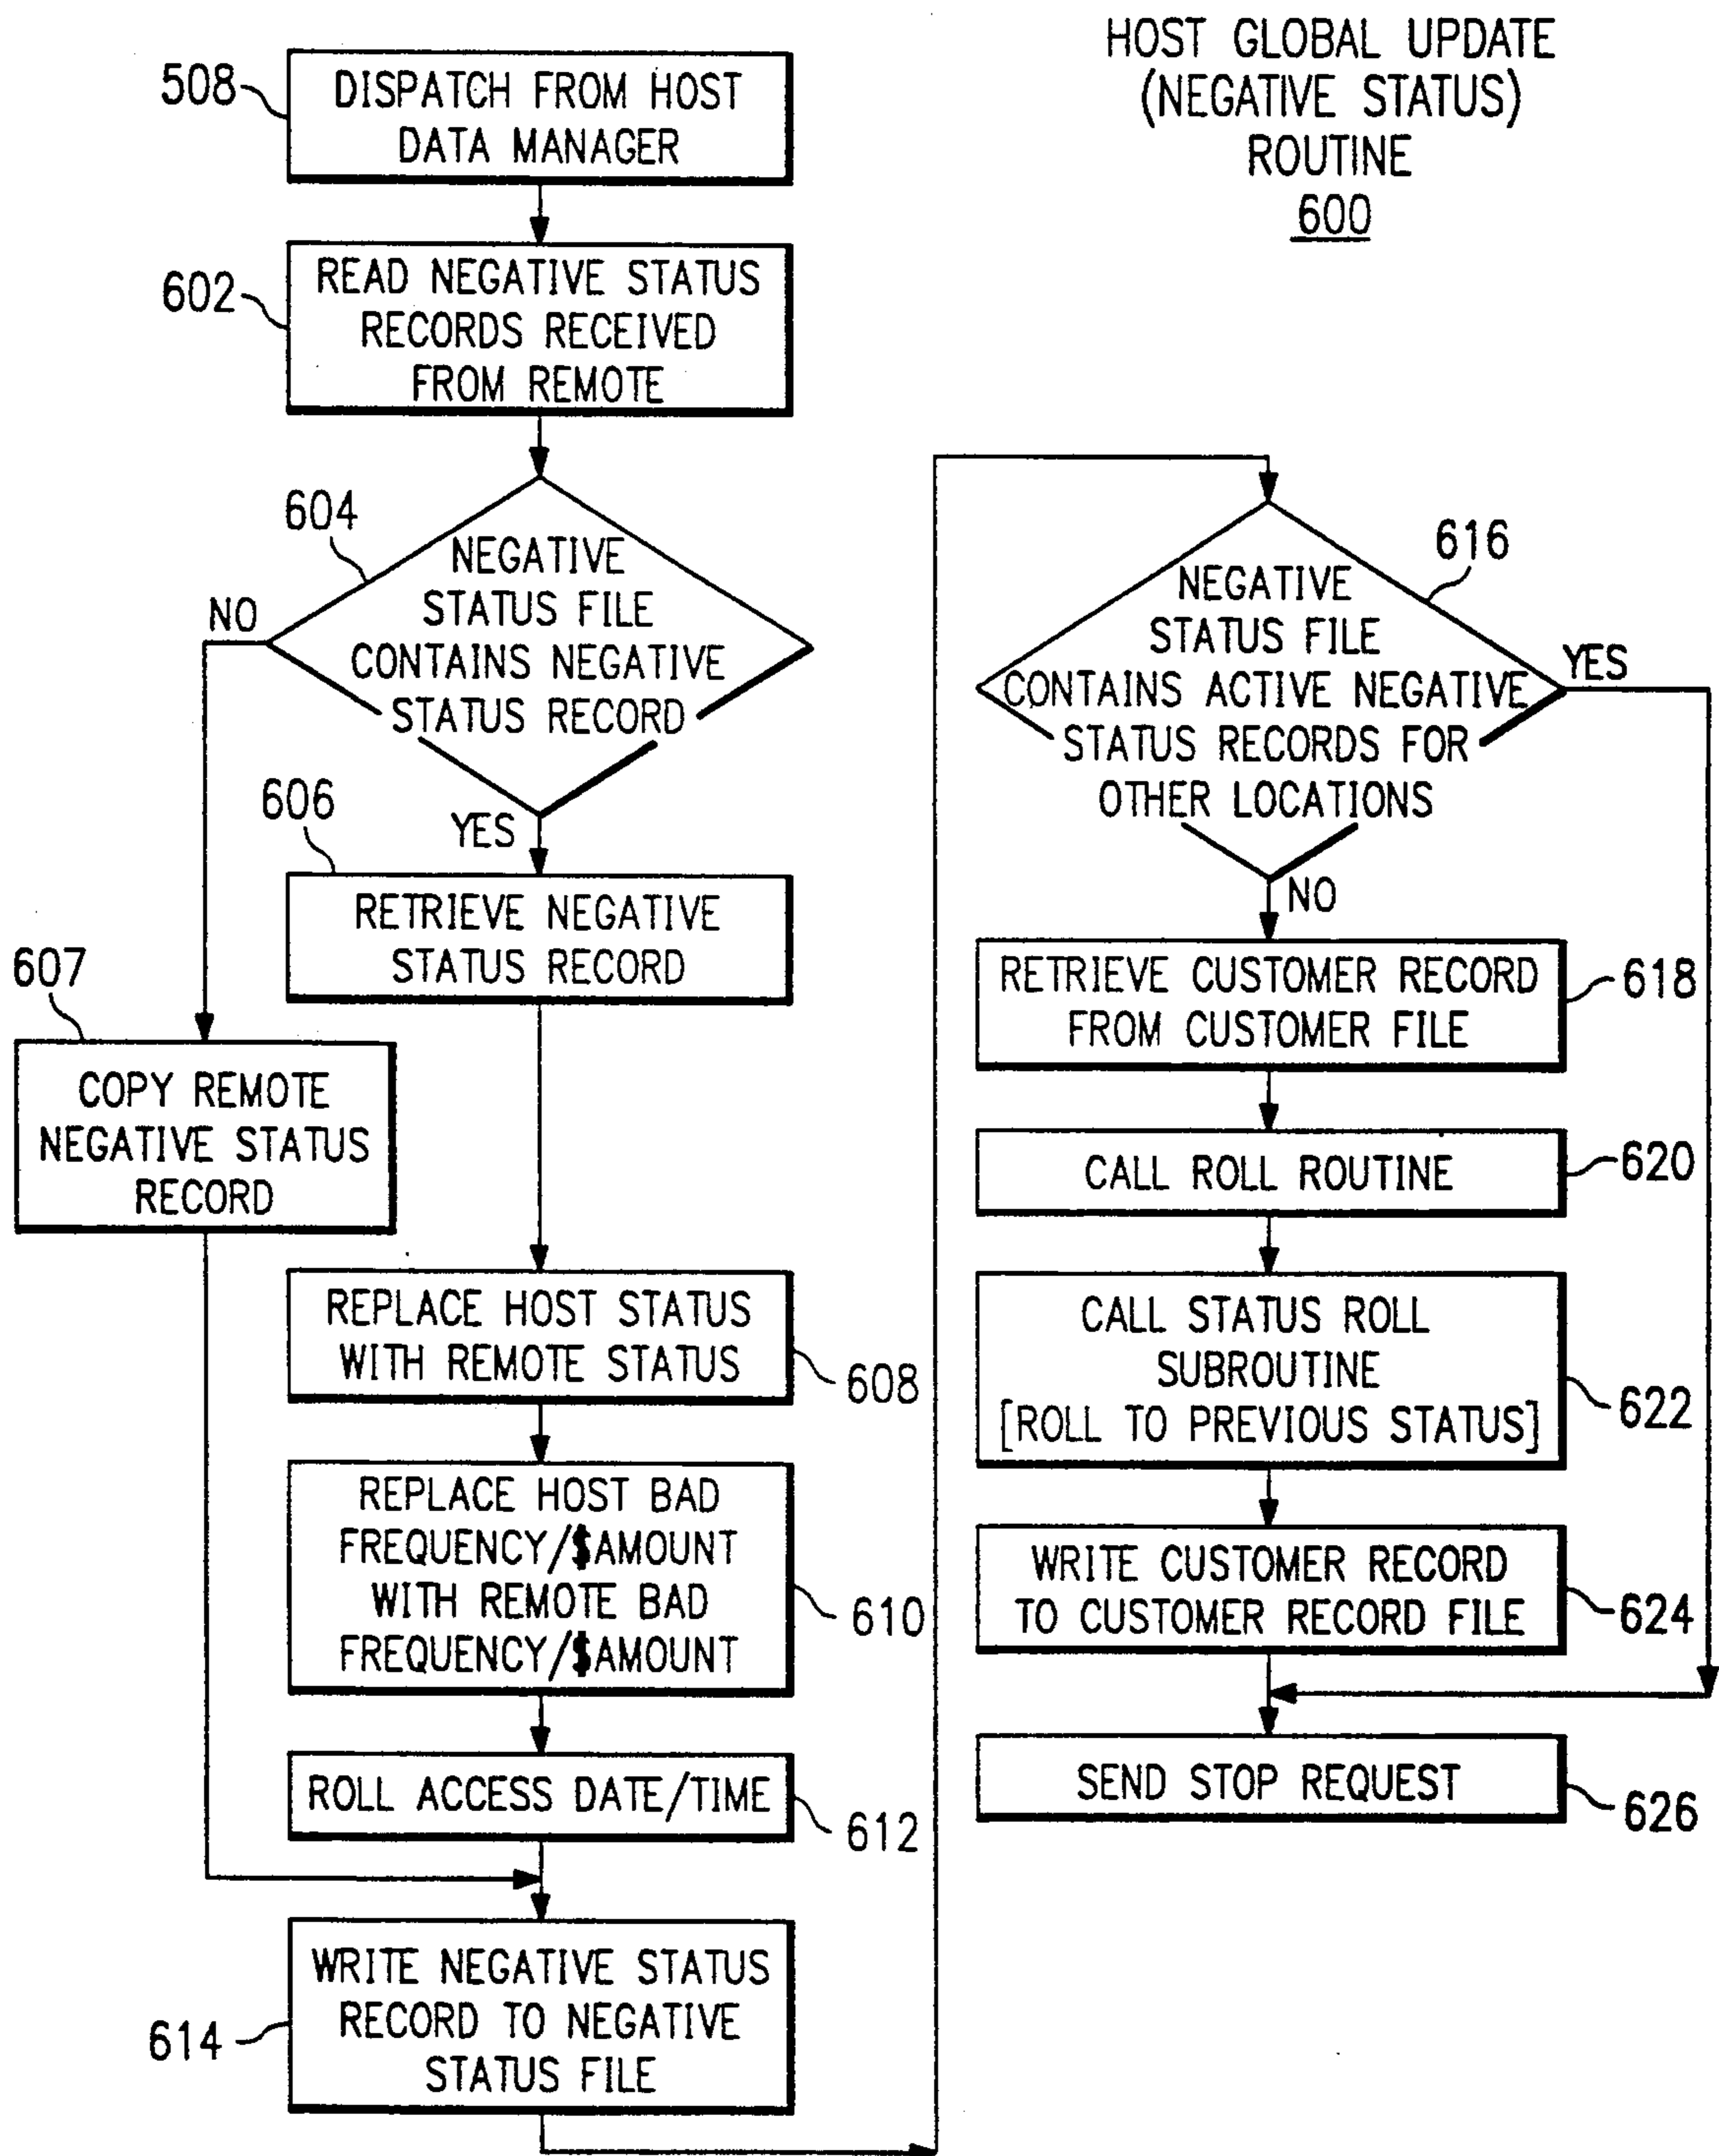 HOST GLOBAL UPDATE
(NEGATIVE STATUS)
ROUTINE
600
508
DISPATCH FROM HOST
DATA MANAGER
602
READ NEGATIVE STATUS
RECORDS RECEIVED
FROM REMOTE
604
NEGATIVE
STATUS FILE
CONTAINS NEGATIVE
STATUS RECORD
NO
YES
606
RETRIEVE NEGATIVE
STATUS RECORD
607
COPY REMOTE
NEGATIVE STATUS
RECORD
REPLACE HOST STATUS
WITH REMOTE STATUS
608
REPLACE HOST BAD
FREQUENCY/$AMOUNT
WITH REMOTE BAD
FREQUENCY/$AMOUNT
610
ROLL ACCESS DATE/TIME
612
614
WRITE NEGATIVE STATUS
RECORD TO NEGATIVE
STATUS FILE
616
NEGATIVE
STATUS FILE
CONTAINS ACTIVE NEGATIVE
STATUS RECORDS FOR
OTHER LOCATIONS
YES
NO
RETRIEVE CUSTOMER RECORD
FROM CUSTOMER FILE
618
CALL ROLL ROUTINE
620
CALL STATUS ROLL
SUBROUTINE
[ROLL TO PREVIOUS STATUS]
622
WRITE CUSTOMER RECORD
TO CUSTOMER RECORD FILE
624
SEND STOP REQUEST
626